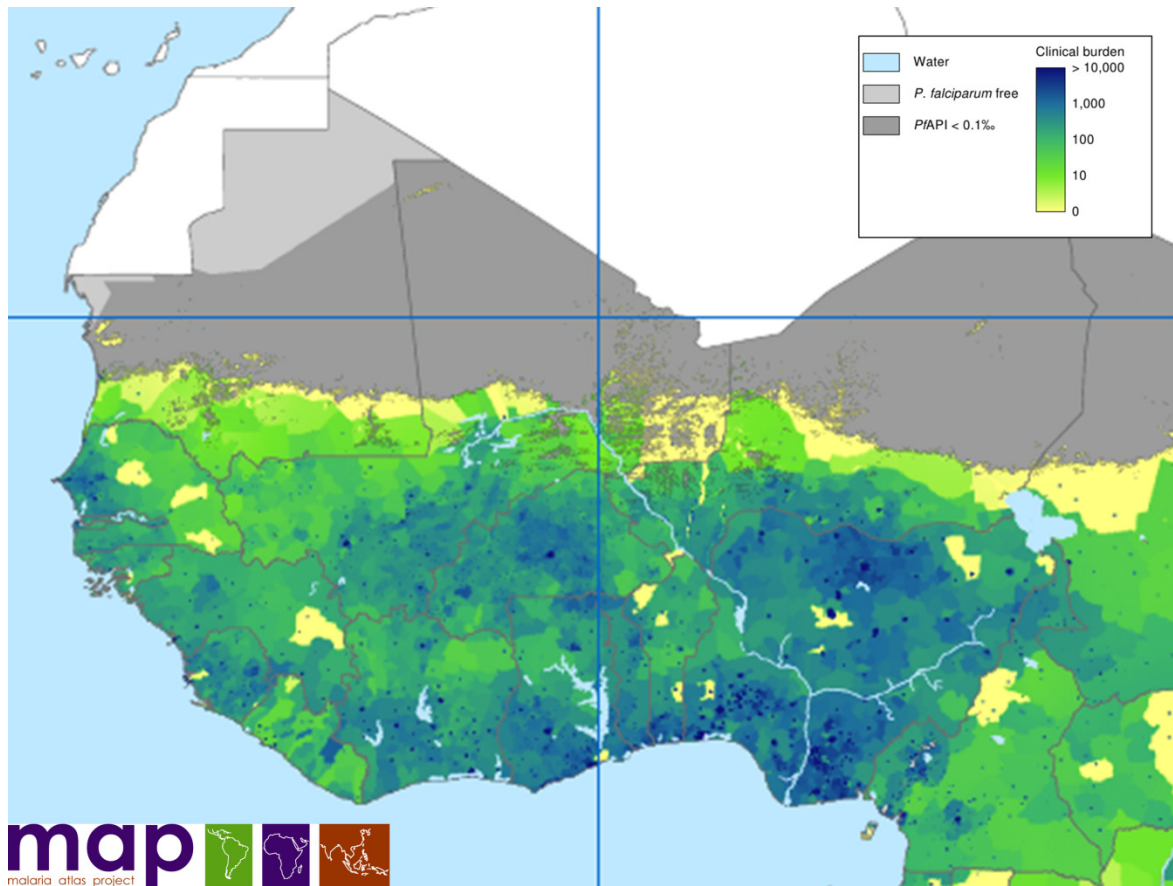 Water
P. falciparum free
PfAPI < 0.1‰
Clinical burden
> 10,000
1,000
100
10
0
map
malaria atlas project